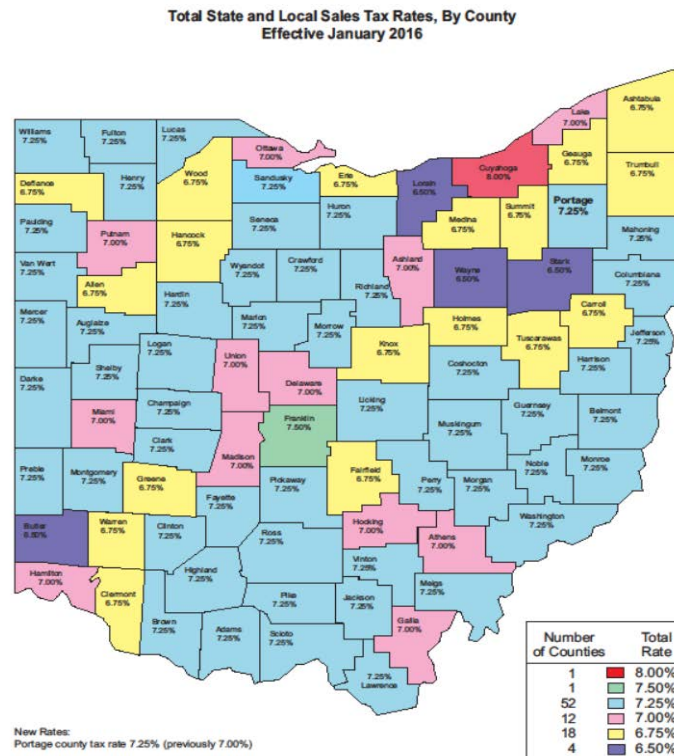 Total State and Local Sales Tax Rates, By County
Effective January 2016
Williams
7.25%
Fulton
7.25%
Lucas
7.25%
Ottawa
7.00%
Lake
7.00%
Ashtabula
6.75%
Defiance
6.75%
Henry
7.25%
Wood
6.75%
Sandusky
7.25%
Erie
6.75%
Lorain
6.50%
Cuyahoga
8.00%
Geauga
6.75%
Trumbull
6.75%
Paulding
7.25%
Putnam
7.00%
Hancock
6.75%
Seneca
7.25%
Huron
7.25%
Medina
6.75%
Summit
6.75%
Portage
7.25%
Mahoning
7.25%
Van Wert
7.25%
Allen
6.75%
Wyandot
7.25%
Crawford
7.25%
Richland
7.25%
Ashland
7.00%
Wayne
6.50%
Stark
6.50%
Columbiana
7.25%
Mercer
7.25%
Auglaize
7.25%
Hardin
7.25%
Marion
7.25%
Morrow
7.25%
Knox
6.75%
Holmes
6.75%
Tuscarawas
6.75%
Carroll
6.75%
Jefferson
7.25%
Darke
7.25%
Shelby
7.25%
Logan
7.25%
Union
7.00%
Delaware
7.00%
Coshocton
7.25%
Harrison
7.25%
Miami
7.00%
Champaign
7.25%
Clark
7.25%
Madison
7.00%
Franklin
7.50%
Licking
7.25%
Muskingum
7.25%
Guernsey
7.25%
Belmont
7.25%
Preble
7.25%
Montgomery
7.25%
Greene
6.75%
Fayette
7.25%
Pickaway
7.25%
Fairfield
6.75%
Perry
7.25%
Morgan
7.25%
Noble
7.25%
Monroe
7.25%
Butler
6.50%
Warren
6.75%
Clinton
7.25%
Ross
7.25%
Hocking
7.00%
Athens
7.00%
Washington
7.25%
Hamilton
7.00%
Clermont
6.75%
Highland
7.25%
Vinton
7.25%
Meigs
7.25%
Brown
7.25%
Adams
7.25%
Pike
7.25%
Scioto
7.25%
Jackson
7.25%
Gallia
7.00%
7.25%
Lawrence
Number of Counties
Total Rate
1 8.00%
1 7.50%
52 7.25%
12 7.00%
18 6.75%
6.50%
New Rates:
Portage county tax rate 7.25% (previously 7.00%)